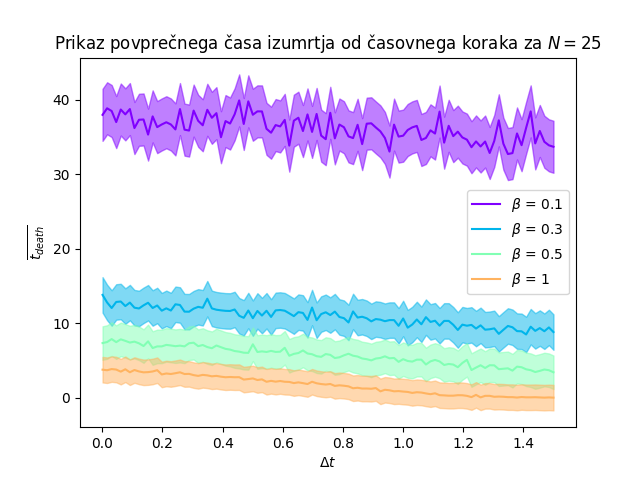 Prikaz povprečnega časa izumrtja od časovnega koraka za N = 25
40
30
20
10
0
t_death
β = 0.1
β = 0.3
β = 0.5
β = 1
0.0 0.2 0.4 0.6 0.8 1.0 1.2 1.4
Δt